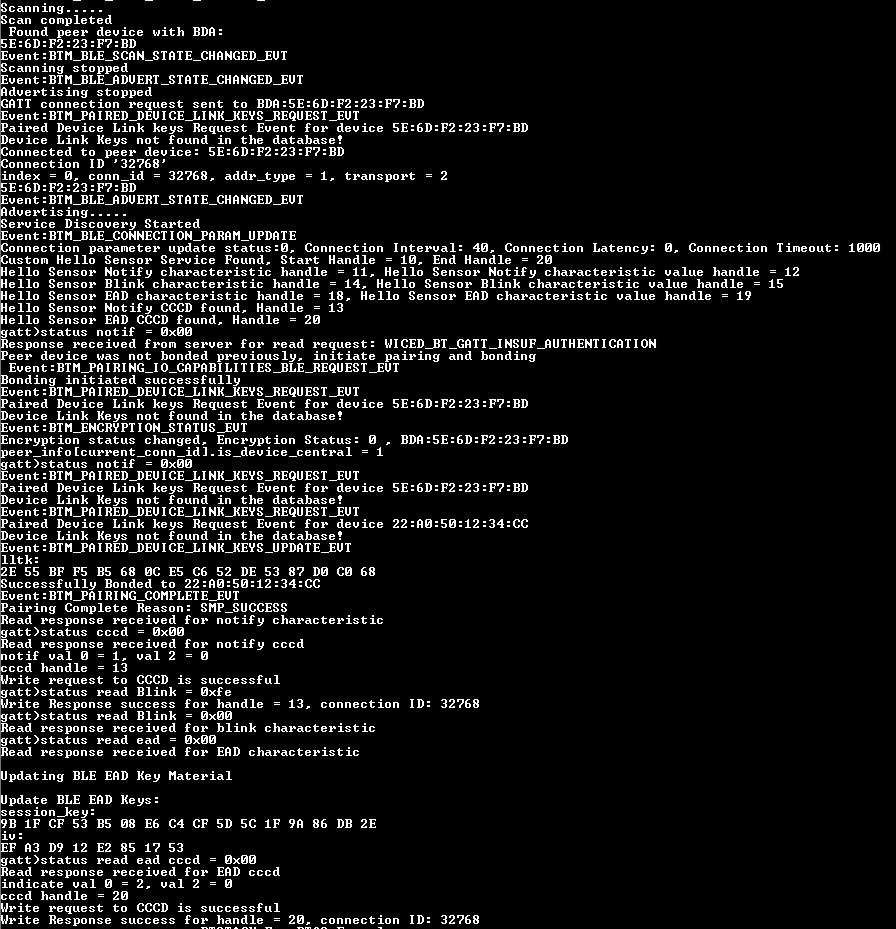 Scanning.....
Scan completed
Found peer device with BDA:
5E:6D:F2:23:F7:BD
Event:BTM_BLE_SCAN_STATE_CHANGED_EVT
Scanning stopped
Event:BTM_BLE_ADVERT_STATE_CHANGED_EVT
Advertising stopped
GATT connection request sent to BDA:5E:6D:F2:23:F7:BD
Event:BTM_PAIRED_DEVICE_LINK_KEYS_REQUEST_EVT
Paired Device Link keys Request Event for device 5E:6D:F2:23:F7:BD
Device Link Keys not found in the database!
Connected to peer device: 5E:6D:F2:23:F7:BD
Connection ID '32768'
index = 0, conn_id = 32768, addr_type = 1, transport = 2
5E:6D:F2:23:F7:BD
Event:BTM_BLE_ADVERT_STATE_CHANGED_EVT
Advertising.....
Service Discovery Started
Event:BTM_BLE_CONNECTION_PARAM_UPDATE
Connection parameter update status:0, Connection Interval: 40, Connection Latency: 0, Connection Timeout: 1000
Custom Hello Sensor Service Found, Start Handle = 10, End Handle = 20
Hello Sensor Notify characteristic handle = 11, Hello Sensor Notify characteristic value handle = 12
Hello Sensor Blink characteristic handle = 14, Hello Sensor Blink characteristic value handle = 15
Hello Sensor EAD characteristic handle = 18, Hello Sensor EAD characteristic value handle = 19
Hello Sensor Notify CCCD found, Handle = 13
Hello Sensor EAD CCCD found, Handle = 20
gatt>status notif = 0x00
Response received from server for read request: WICED_BT_GATT_INSUF_AUTHENTICATION
Peer device was not bonded previously, initiate pairing and bonding
Event:BTM_PAIRING_IO_CAPABILITIES_BLE_REQUEST_EVT
Bonding initiated successfully
Event:BTM_PAIRED_DEVICE_LINK_KEYS_REQUEST_EVT
Paired Device Link keys Request Event for device 5E:6D:F2:23:F7:BD
Device Link Keys not found in the database!
Event:BTM_ENCRYPTION_STATUS_EVT
Encryption status changed, Encryption Status: 0 , BDA:5E:6D:F2:23:F7:BD
peer_info[current_conn_id].is_device_central = 1
gatt>status notif = 0x00
Event:BTM_PAIRED_DEVICE_LINK_KEYS_REQUEST_EVT
Paired Device Link keys Request Event for device 5E:6D:F2:23:F7:BD
Device Link Keys not found in the database!
Event:BTM_PAIRED_DEVICE_LINK_KEYS_REQUEST_EVT
Paired Device Link keys Request Event for device 22:A0:50:12:34:CC
Device Link Keys not found in the database!
Event:BTM_PAIRED_DEVICE_LINK_KEYS_UPDATE_EVT
lltk:
2E 55 BF F5 B5 68 0C E5 C6 52 DE 53 87 D0 C0 68
Successfully Bonded to 22:A0:50:12:34:CC
Event:BTM_PAIRING_COMPLETE_EVT
Pairing Complete Reason: SMP_SUCCESS
Read response received for notify characteristic
gatt>status cccd = 0x00
Read response received for notify cccd
notif val 0 = 1, val 2 = 0
cccd handle = 13
Write request to CCCD is successful
gatt>status read Blink = 0xfe
Write Response success for handle = 13, connection ID: 32768
gatt>status read Blink = 0x00
Read response received for blink characteristic
gatt>status read ead = 0x00
Read response received for EAD characteristic
Updating BLE EAD Key Material
Update BLE EAD Keys:
session_key:
9B 1F CF 53 B5 08 E6 C4 CF 5D 5C 1F 9A 86 DB 2E
iv:
EF A3 D9 12 E2 85 17 53
gatt>status read ead cccd = 0x00
Read response received for EAD cccd
indicate val 0 = 2, val 2 = 0
cccd handle = 20
Write request to CCCD is successful
Write Response success for handle = 20, connection ID: 32768